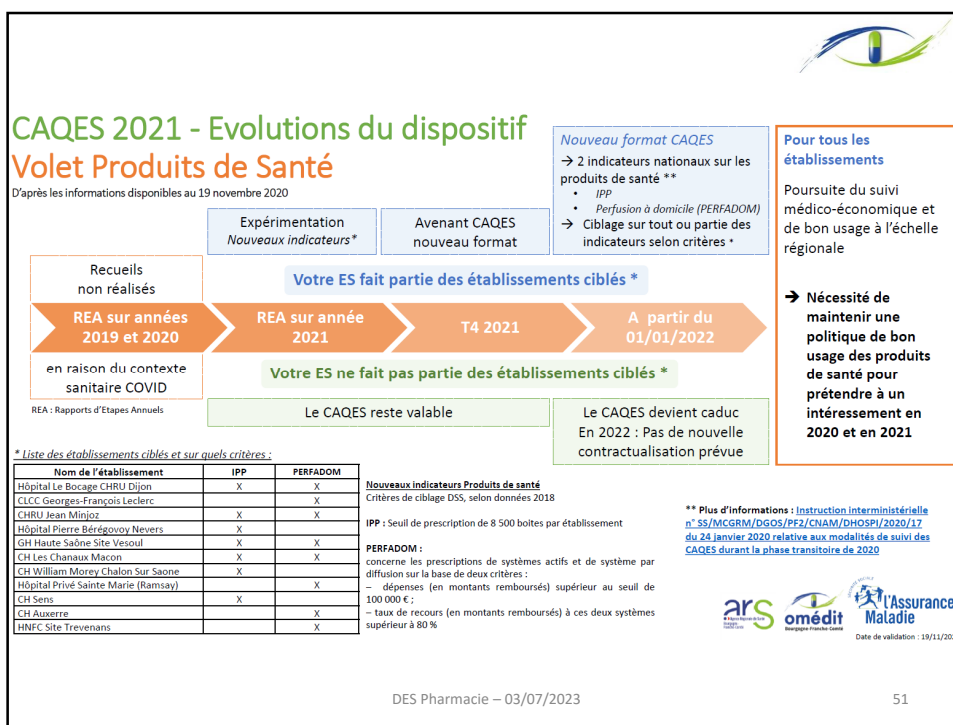 CAQES 2021 - Evolutions du dispositif
Volet Produits de Santé
D'après les informations disponibles au 19 novembre 2020
Expérimentation
Nouveaux indicateurs*
Avenant CAQES
nouveau format
Nouveau format CAQES
→ 2 indicateurs nationaux sur les
produits de santé **
• IPP
• Perfusion à domicile (PERFADOM)
→ Ciblage sur tout ou partie des
indicateurs selon critères *
Pour tous les
établissements
Poursuite du suivi
médico-économique et
de bon usage à l'échelle
régionale
➔ Nécessité de
maintenir une
politique de bon
usage des produits
de santé pour
prétendre à un
intéressement en
2020 et en 2021
Recueils
non réalisés
Votre ES fait partie des établissements ciblés *
REA sur années
2019 et 2020
REA sur année
2021
T4 2021
A partir du
01/01/2022
en raison du contexte
sanitaire COVID
Votre ES ne fait pas partie des établissements ciblés *
REA : Rapports d'Etapes Annuels
Le CAQES reste valable
Le CAQES devient caduc
En 2022 : Pas de nouvelle
contractualisation prévue
* Liste des établissements ciblés et sur quels critères :
Nom de l'établissement IPP PERFADOM
Hôpital Le Bocage CHRU Dijon X X
CLCC Georges-François Leclerc X
CHRU Jean Minjoz X X
Hôpital Pierre Bérégovoy Nevers X
GH Haute Saône Site Vesoul X X
CH Les Chanaux Macon X X
CH William Morey Chalon Sur Saone X
Hôpital Privé Sainte Marie (Ramsay) X
CH Sens X
CH Auxerre X
HNFC Site Trevenans X
Nouveaux indicateurs Produits de santé
Critères de ciblage DSS, selon données 2018
IPP : Seuil de prescription de 8 500 boites par établissement
PERFADOM :
concerne les prescriptions de systèmes actifs et de système par
diffusion sur la base de deux critères :
– dépenses (en montants remboursés) supérieur au seuil de
100 000 € ;
– taux de recours (en montants remboursés) à ces deux systèmes
supérieur à 80 %
** Plus d'informations : Instruction interministérielle
n° SS/MCGRM/DGOS/PF2/CNAM/DHOSPI/2020/17
du 24 janvier 2020 relative aux modalités de suivi des
CAQES durant la phase transitoire de 2020
ars
omédit
Bourgogne-Franche-Comté
l'Assurance
Maladie
Date de validation : 19/11/20
DES Pharmacie – 03/07/2023
51